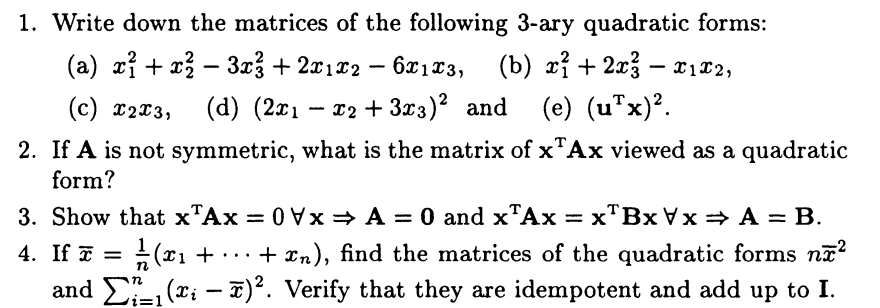 1. Write down the matrices of the following 3-ary quadratic forms:
(a) x₁² + x₂² − 3x₃² + 2x₁x₂ − 6x₁x₃, (b) x₁² + 2x₃² − x₁x₂,
(c) x₂x₃, (d) (2x₁ − x₂ + 3x₃)² and (e) (uᵀx)².
2. If A is not symmetric, what is the matrix of xᵀAx viewed as a quadratic
form?
3. Show that xᵀAx = 0 ∀ x ⇒ A = 0 and xᵀAx = xᵀBx ∀ x ⇒ A = B.
4. If x̅ = 1/n (x₁ + ⋯ + xₙ), find the matrices of the quadratic forms nx̅²
and ∑ⁿᵢ₌₁ (xᵢ − x̅)². Verify that they are idempotent and add up to I.